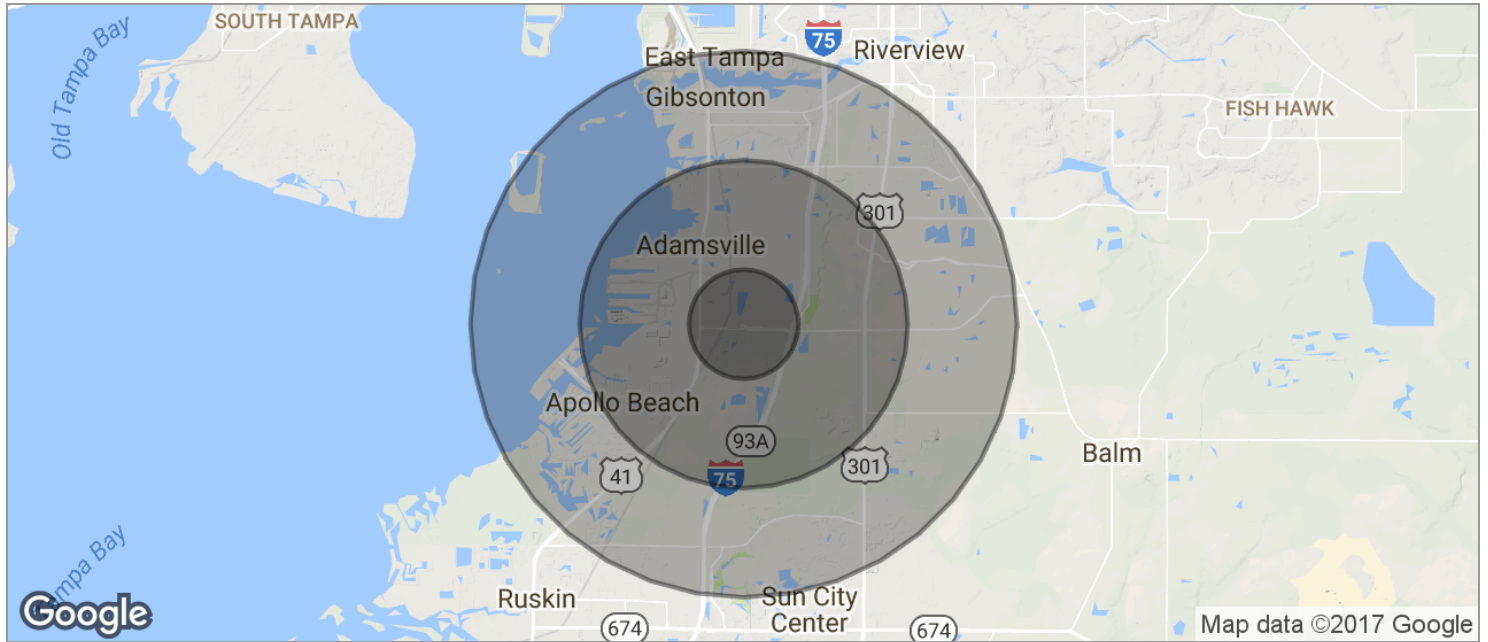 SOUTH TAMPA
75
Riverview
East Tampa
Gibsonton
FISH HAWK
Old Tampa Bay
301
Adamsville
Apollo Beach
93A
Balm
301
41
75
Tampa Bay
Ruskin
Sun City
Center
674
674
Google
Map data ©2017 Google